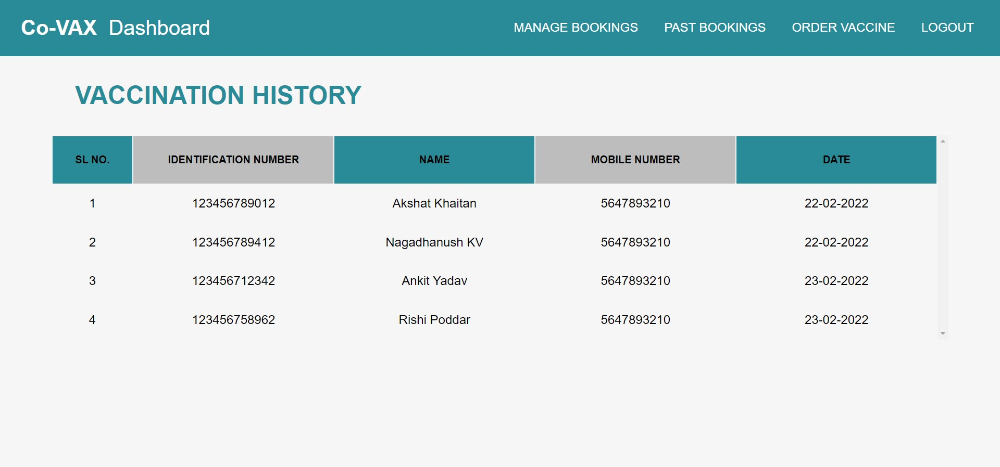 Co-VAX Dashboard MANAGE BOOKINGS PAST BOOKINGS ORDER VACCINE LOGOUT
VACCINATION HISTORY
SL NO. IDENTIFICATION NUMBER NAME MOBILE NUMBER DATE
1 123456789012 Akshat Khaitan 5647893210 22-02-2022
2 123456789412 Nagadhanush KV 5647893210 22-02-2022
3 123456712342 Ankit Yadav 5647893210 23-02-2022
4 123456758962 Rishi Poddar 5647893210 23-02-2022